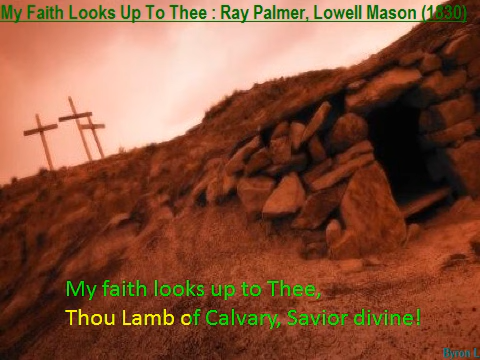 My Faith Looks Up To Thee : Ray Palmer, Lowell Mason (1830)
My faith looks up to Thee,
Thou Lamb of Calvary, Savior divine!